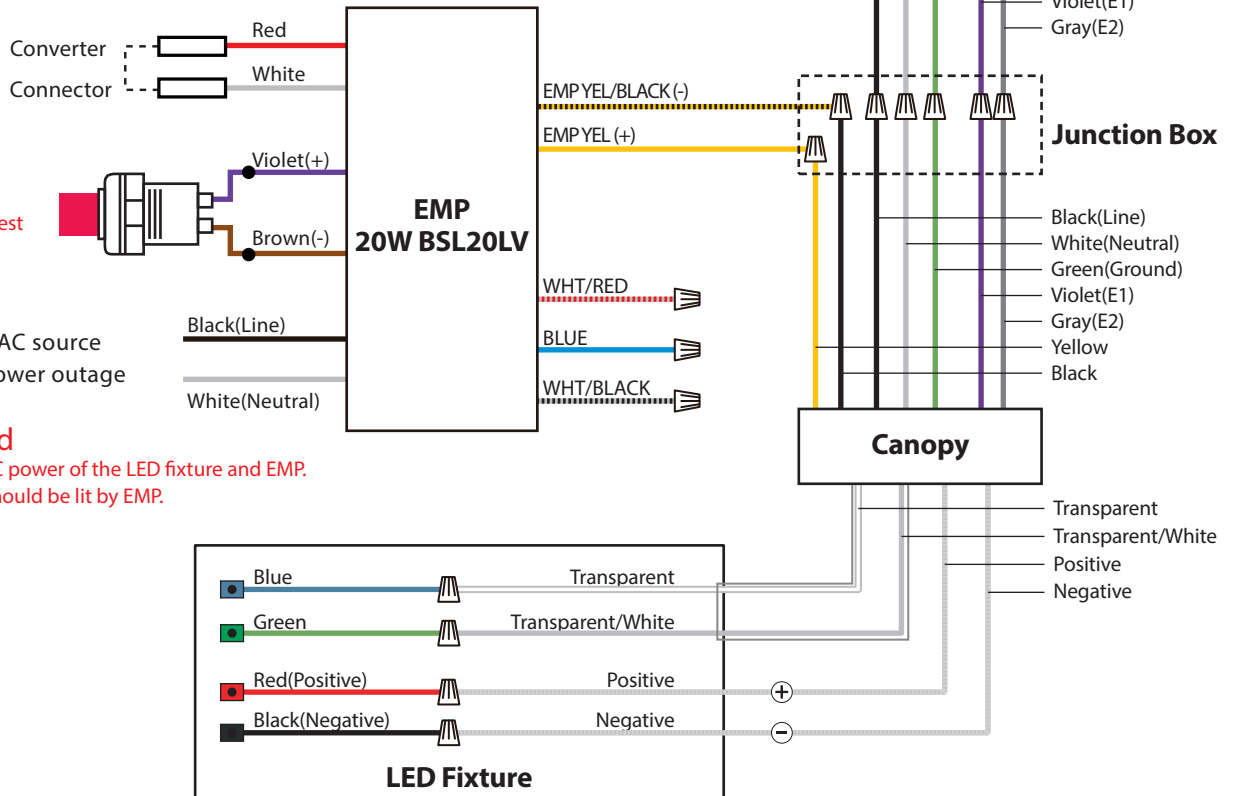 Violet(E1)
Gray(E2)
Converter
Connector
Red
White
EMP YEL/BLACK (-)
EMP YEL (+)
Junction Box
Violet(+)
Brown(-)
EMP
20W BSL20LV
WHT/RED
BLUE
WHT/BLACK
Black(Line)
AC source
White(Neutral)
power of the LED fixture and EMP.
be lit by EMP.
Black(Line)
White(Neutral)
Green(Ground)
Violet(E1)
Gray(E2)
Yellow
Black
outage
Canopy
Transparent
Transparent/White
Positive
Negative
Blue
Transparent
Green
Transparent/White
Red(Positive)
Positive
+
Black(Negative)
Negative
−
LED Fixture